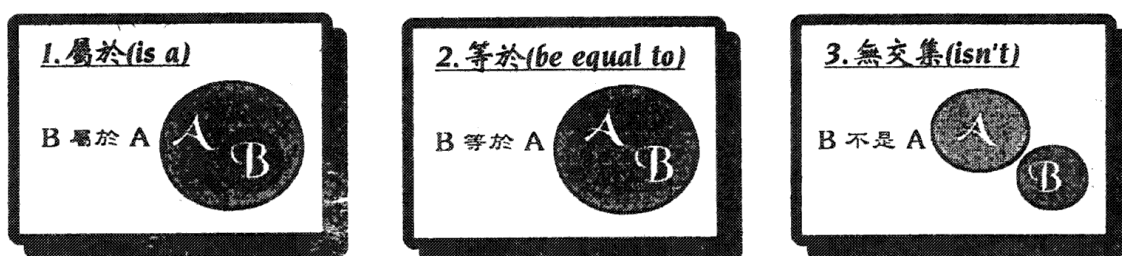 1.屬於(is a)
B 屬於 A
A
B
2.等於(be equal to)
B 等於 A
A
B
3.無交集(isn't)
B 不是 A
A
B